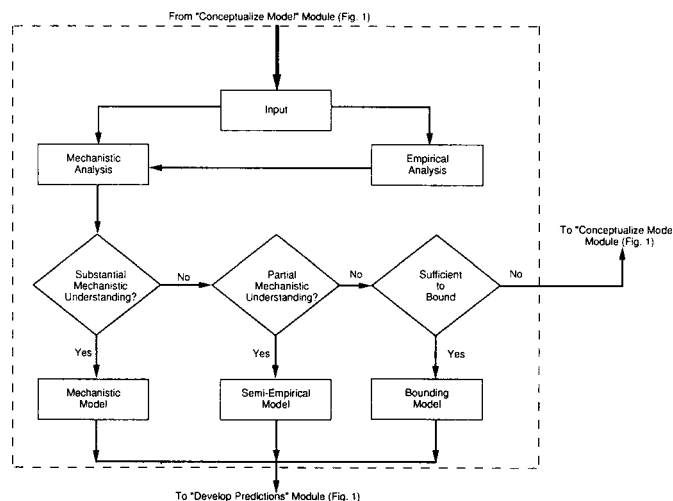 From "Conceptualize Model" Module (Fig. 1)
Input
Mechanistic
Analysis
Empirical
Analysis
To "Conceptualize Mode
Module (Fig. 1)
Substantial
Mechanistic
Understanding?
No
Partial
Mechanistic
Understanding?
No
Sufficient
to
Bound
No
Yes
Yes
Yes
Mechanistic
Model
Semi-Empirical
Model
Bounding
Model
To "Develop Predictions" Module (Fig. 1)